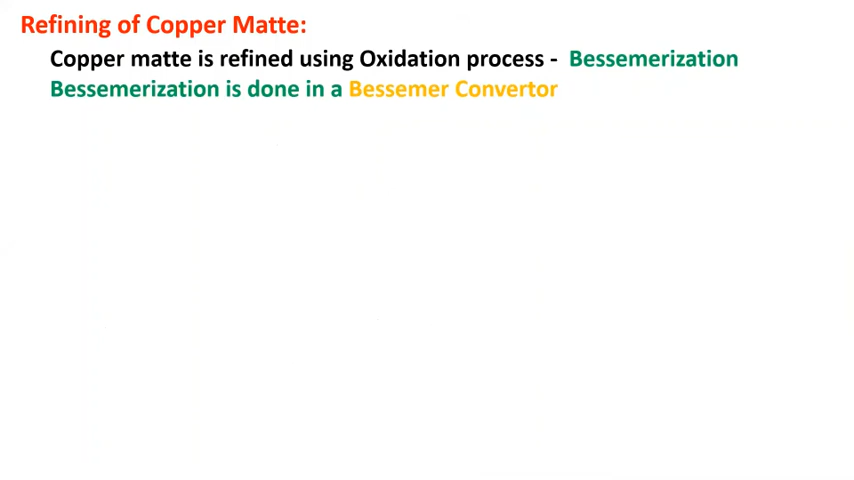 Refining of Copper Matte:
Copper matte is refined using Oxidation process - Bessemerization
Bessemerization is done in a Bessemer Convertor